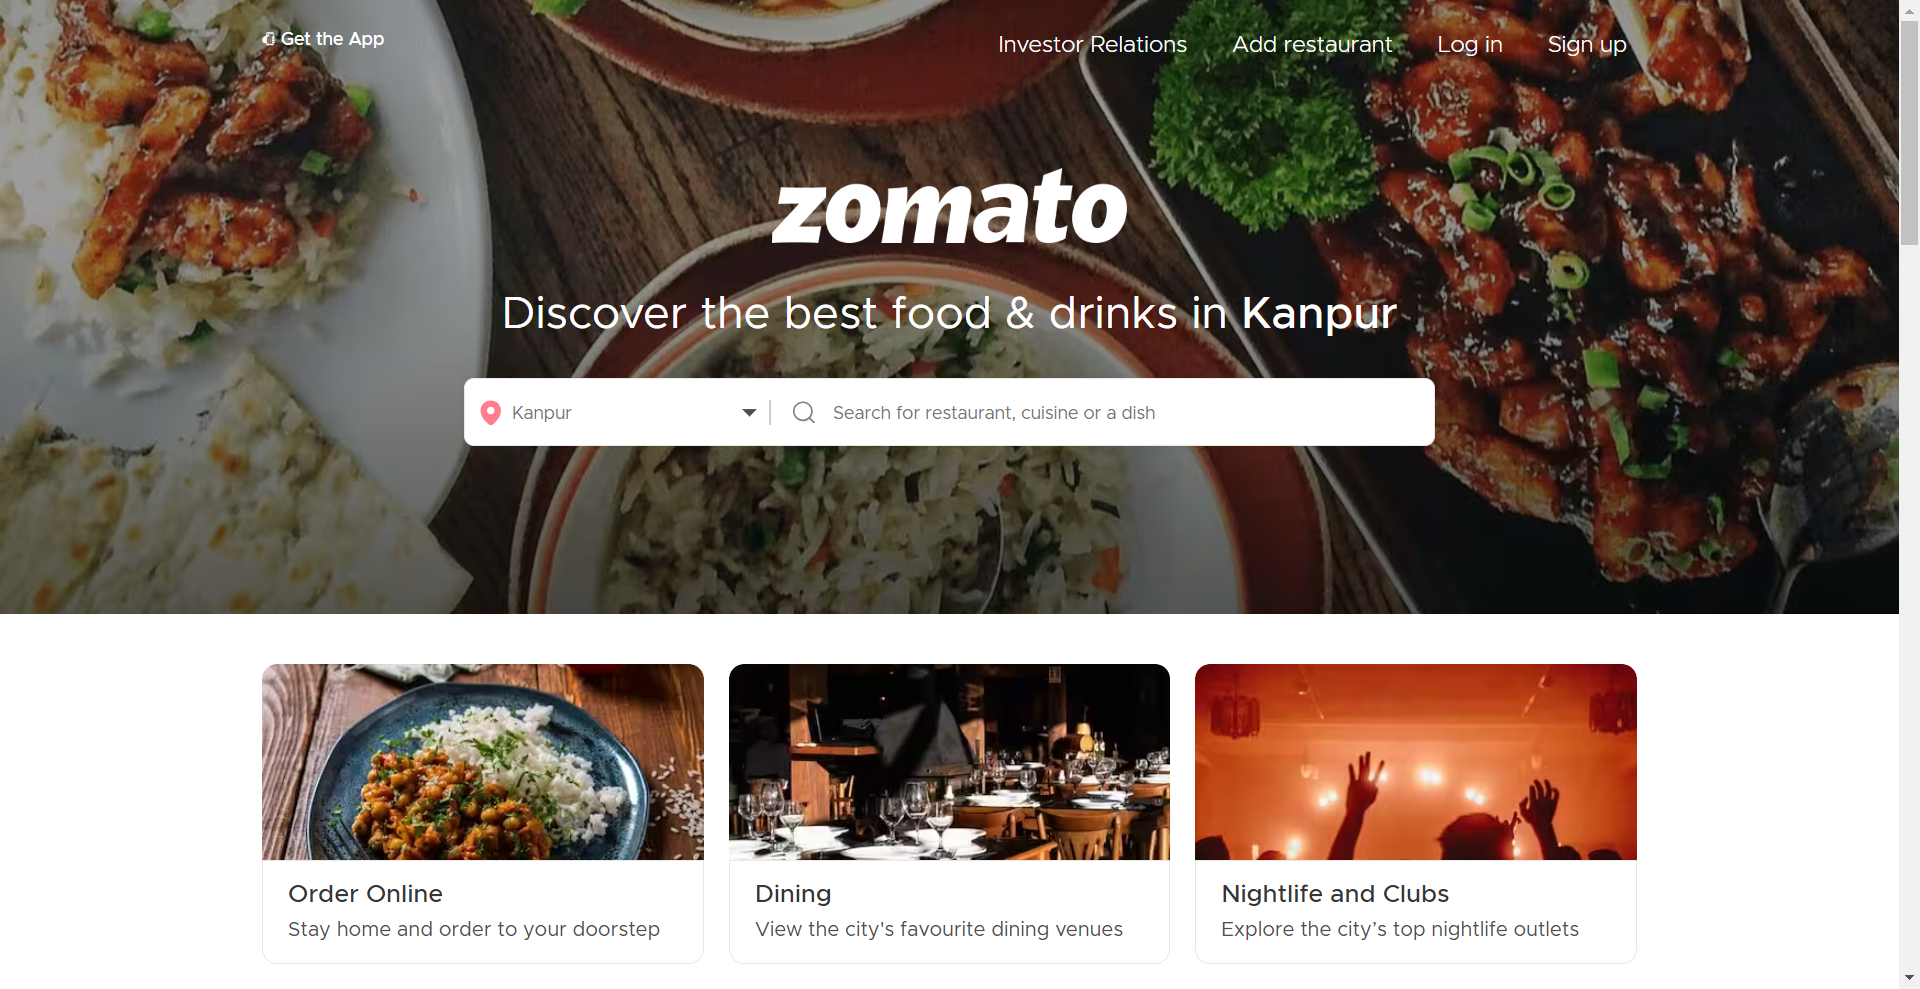 Get the App
Investor Relations
Add restaurant
Log in
Sign up
zomato
Discover the best food & drinks in Kanpur
Kanpur
Search for restaurant, cuisine or a dish
Order Online
Stay home and order to your doorstep
Dining
View the city's favourite dining venues
Nightlife and Clubs
Explore the city’s top nightlife outlets